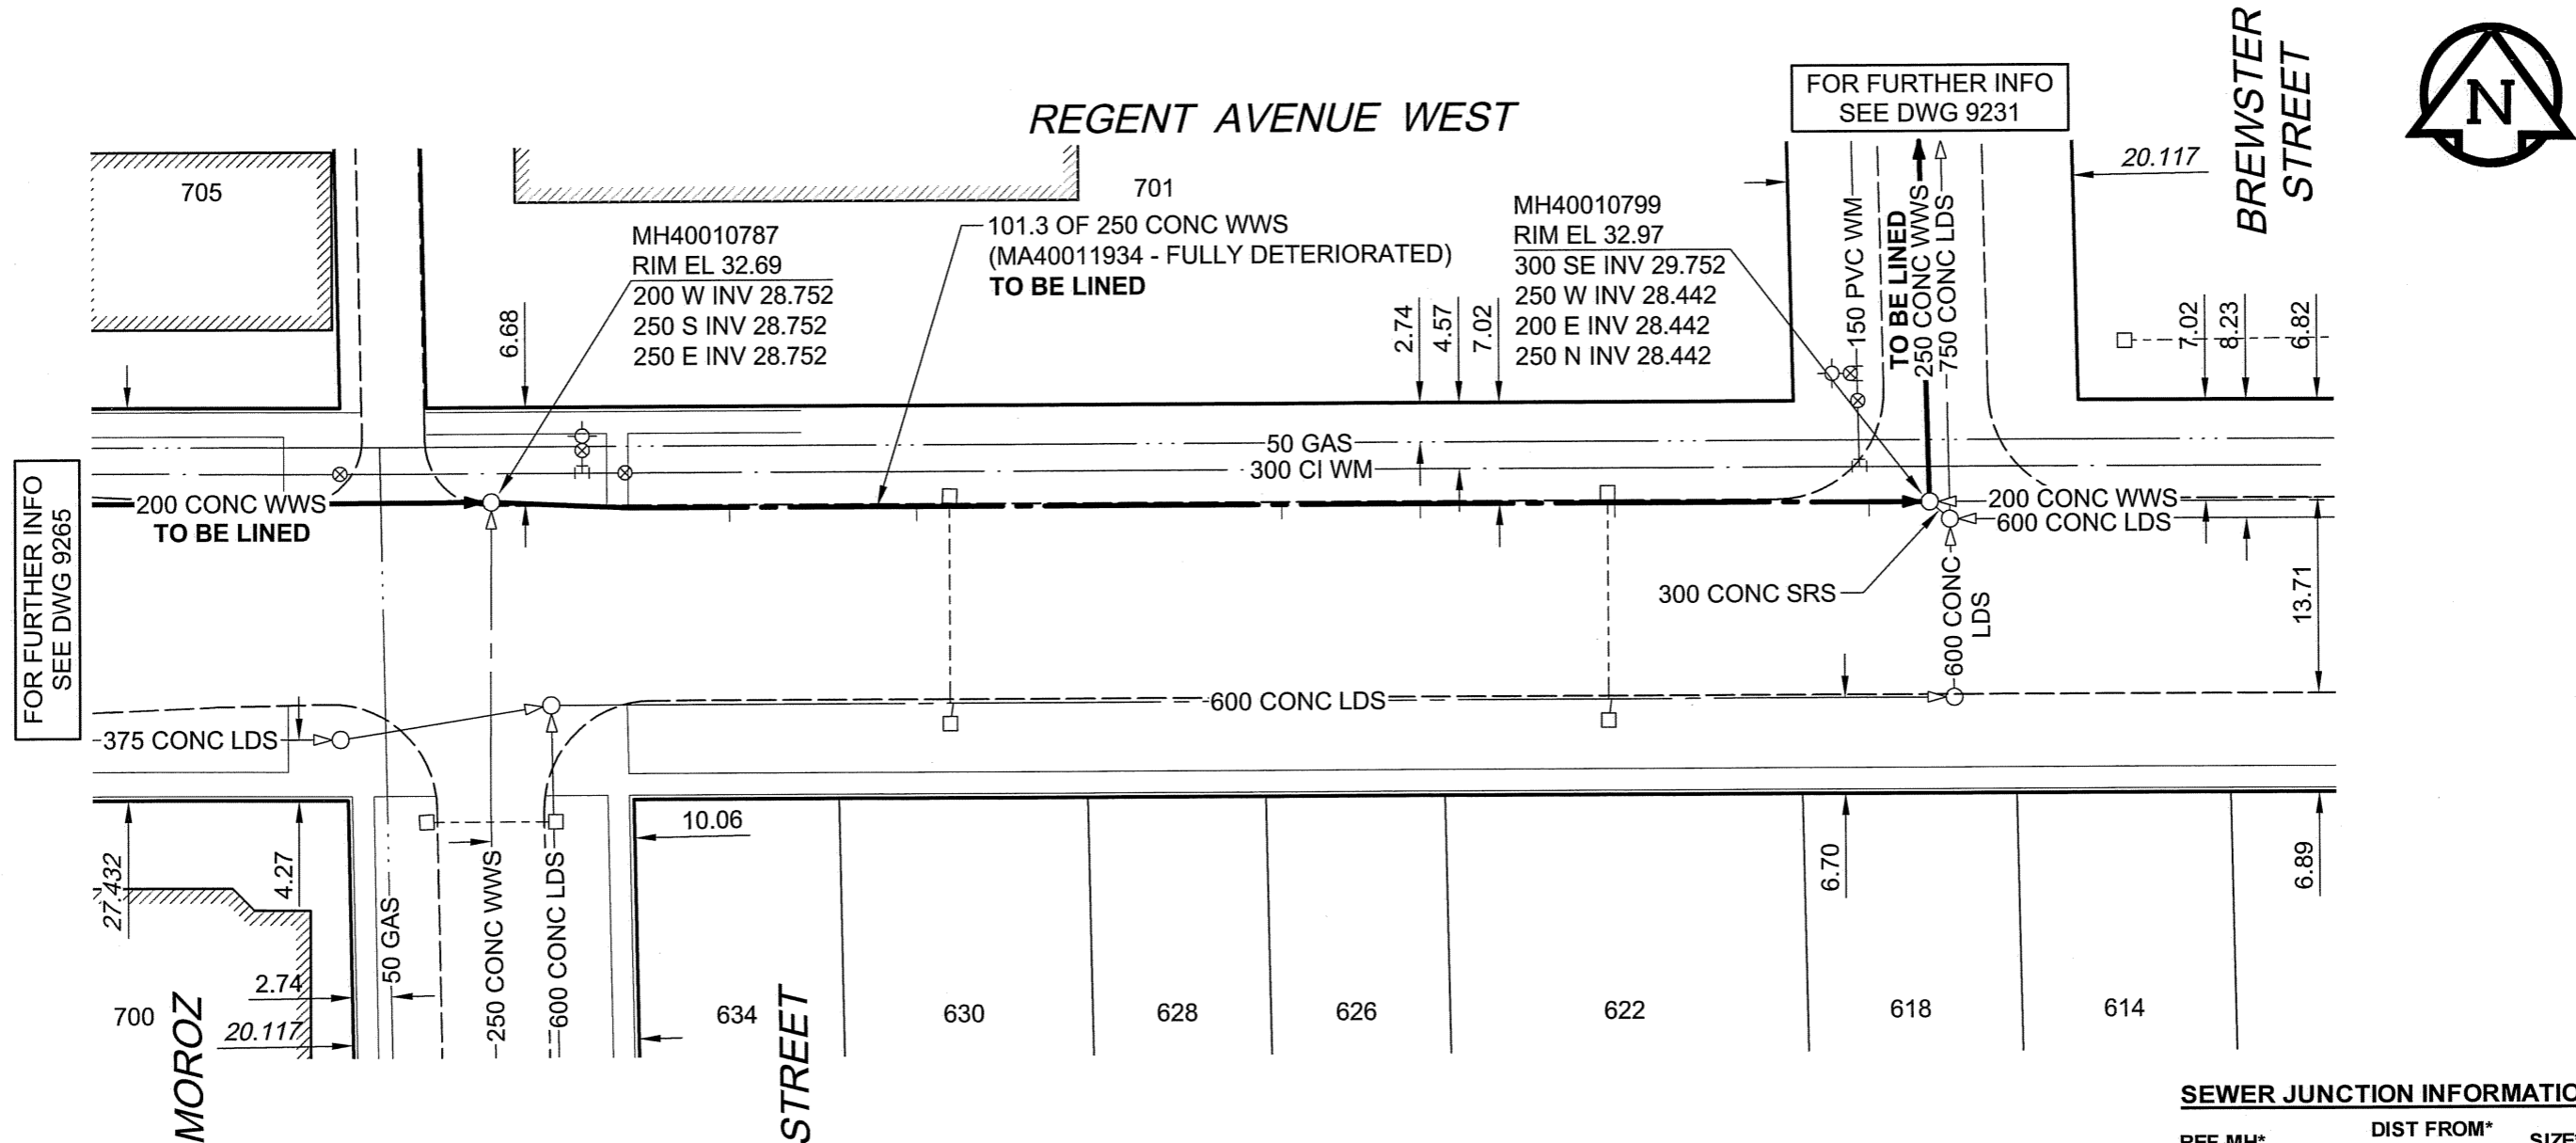 REGENT AVENUE WEST
FOR FURTHER INFO
SEE DWG 9231
BREWSTER
STREET
N
20.117
705
701
MH40010787
RIM EL 32.69
200 W INV 28.752
250 S INV 28.752
250 E INV 28.752
101.3 OF 250 CONC WWS
(MA40011934 - FULLY DETERIORATED)
TO BE LINED
MH40010799
RIM EL 32.97
300 SE INV 29.752
250 W INV 28.442
200 E INV 28.442
250 N INV 28.442
150 PVC WM
TO BE LINED
250 CONC WWS
750 CONC LDS
6.68
2.74
4.57
7.02
7.02
8.23
6.82
50 GAS
300 CI WM
FOR FURTHER INFO
SEE DWG 9265
200 CONC WWS
TO BE LINED
200 CONC WWS
600 CONC LDS
300 CONC SRS
600 CONC
LDS
13.71
600 CONC LDS
375 CONC LDS
27.432
4.27
50 GAS
250 CONC WWS
600 CONC LDS
10.06
6.70
6.89
2.74
20.117
700
634
630
628
626
622
618
614
MOROZ
STREET
SEWER JUNCTION INFORMATIO
REF MH*
DIST FROM*
SIZE